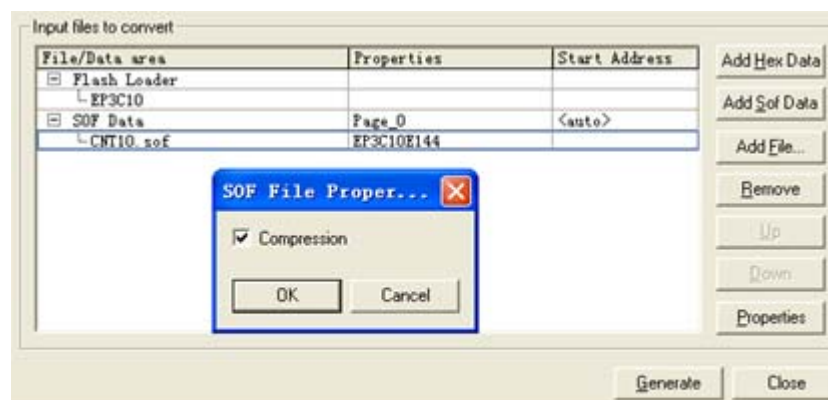 Input files to convert
File/Data area Properties Start Address
Flash Loader
EP3C10
SOF Data Page_0 <auto>
CNT10.sof EP3C10E144
Add Hex Data
Add Sof Data
Add File...
Remove
Up
Down
Properties
SOF File Proper...
Compression
OK Cancel
Generate Close